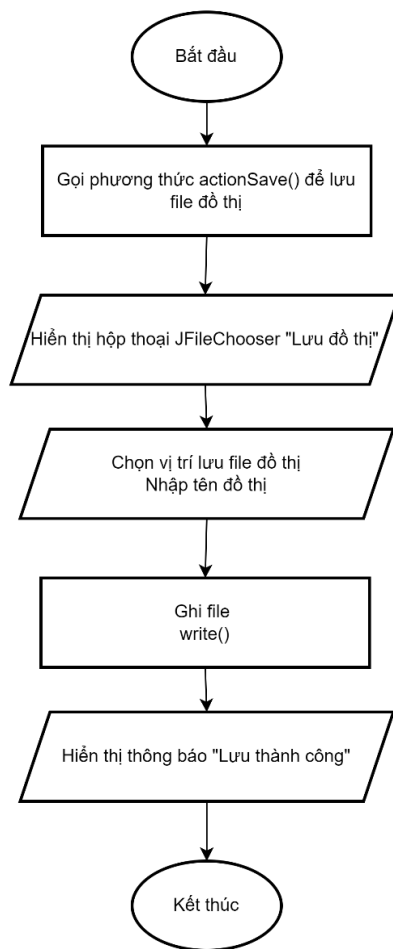 Bắt đầu
Gọi phương thức actionSave() để lưu
file đồ thị
Hiển thị hộp thoại JFileChooser "Lưu đồ thị"
Chọn vị trí lưu file đồ thị
Nhập tên đồ thị
Ghi file
write()
Hiển thị thông báo "Lưu thành công"
Kết thúc